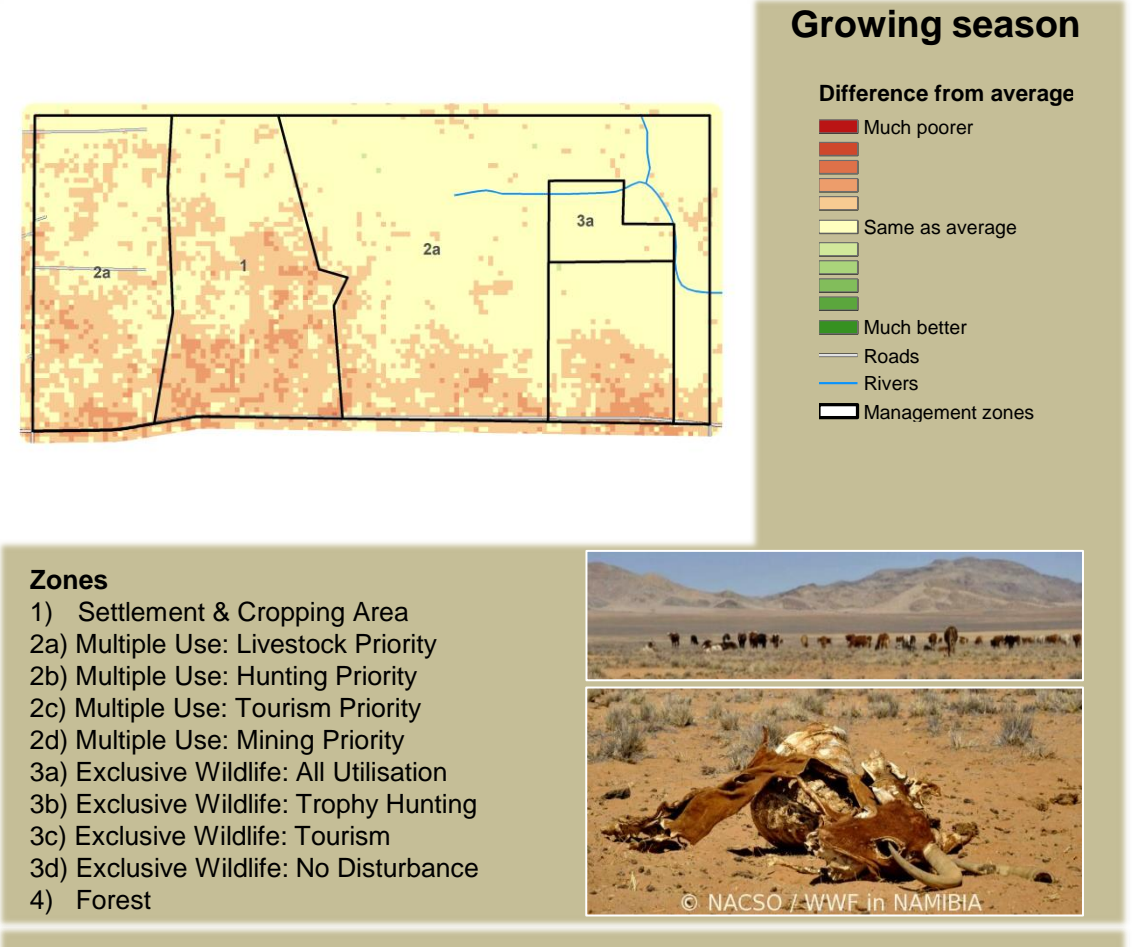 Growing season
Difference from average
Much poorer
Same as average
Much better
Roads
Rivers
Management zones
3a
2a
1
2a
Zones
1) Settlement & Cropping Area
2a) Multiple Use: Livestock Priority
2b) Multiple Use: Hunting Priority
2c) Multiple Use: Tourism Priority
2d) Multiple Use: Mining Priority
3a) Exclusive Wildlife: All Utilisation
3b) Exclusive Wildlife: Trophy Hunting
3c) Exclusive Wildlife: Tourism
3d) Exclusive Wildlife: No Disturbance
4) Forest
© NACSO / WWF in NAMIBIA